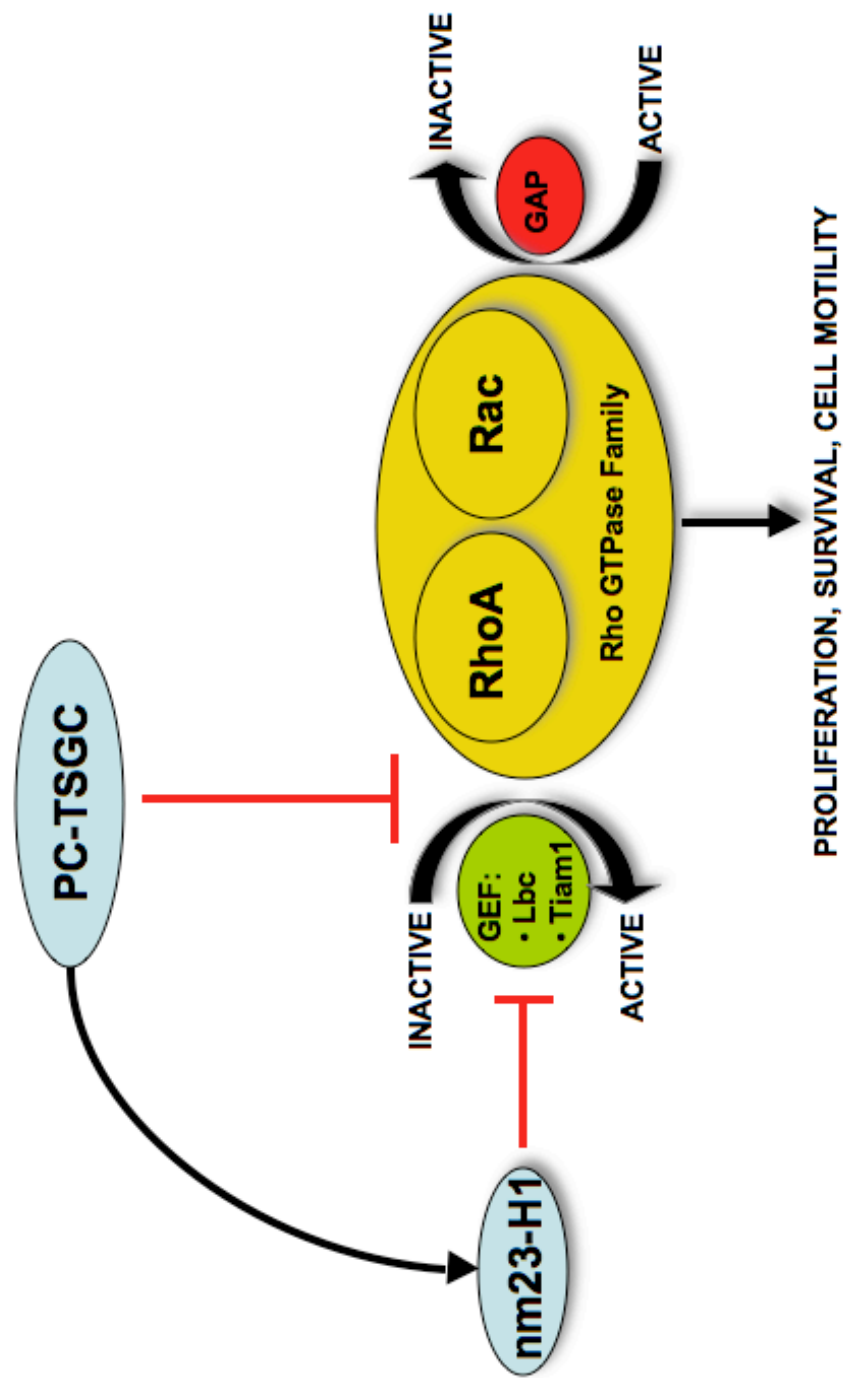 PC-TSGC
nm23-H1
INACTIVE
GEF:
• Lbc
• Tiam1
ACTIVE
RhoA
Rac
Rho GTPase Family
INACTIVE
GAP
ACTIVE
PROLIFERATION, SURVIVAL, CELL MOTILITY